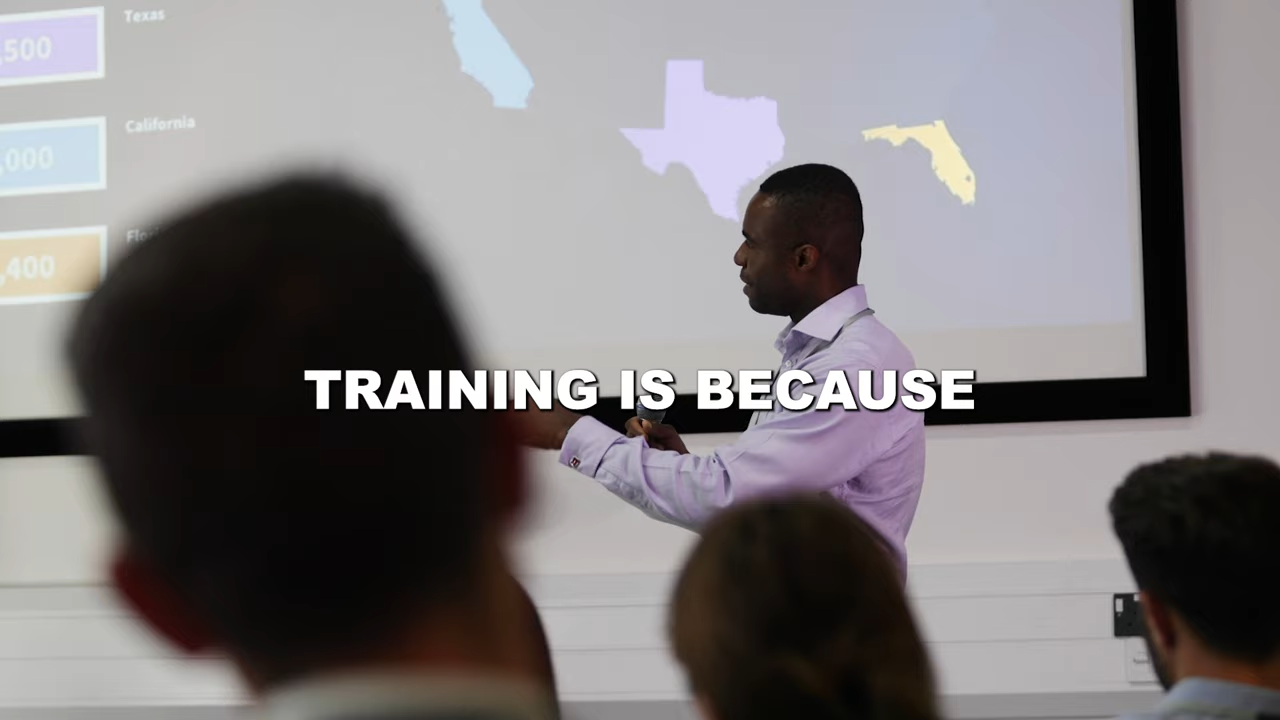 Texas
,500
California
,000
,400
TRAINING IS BECAUSE